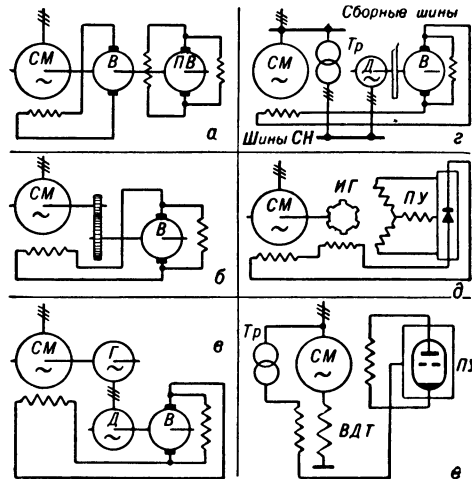 Сборные шины
СМ
~
В
ПВ
а
СМ
~
Тр
Д
~
В
Шины СН
г
СМ
~
В
б
СМ
~
ИГ
ПУ
д
в
СМ
~
Г
~
Д
~
В
Тр
СМ
~
ВДТ
ПУ
е